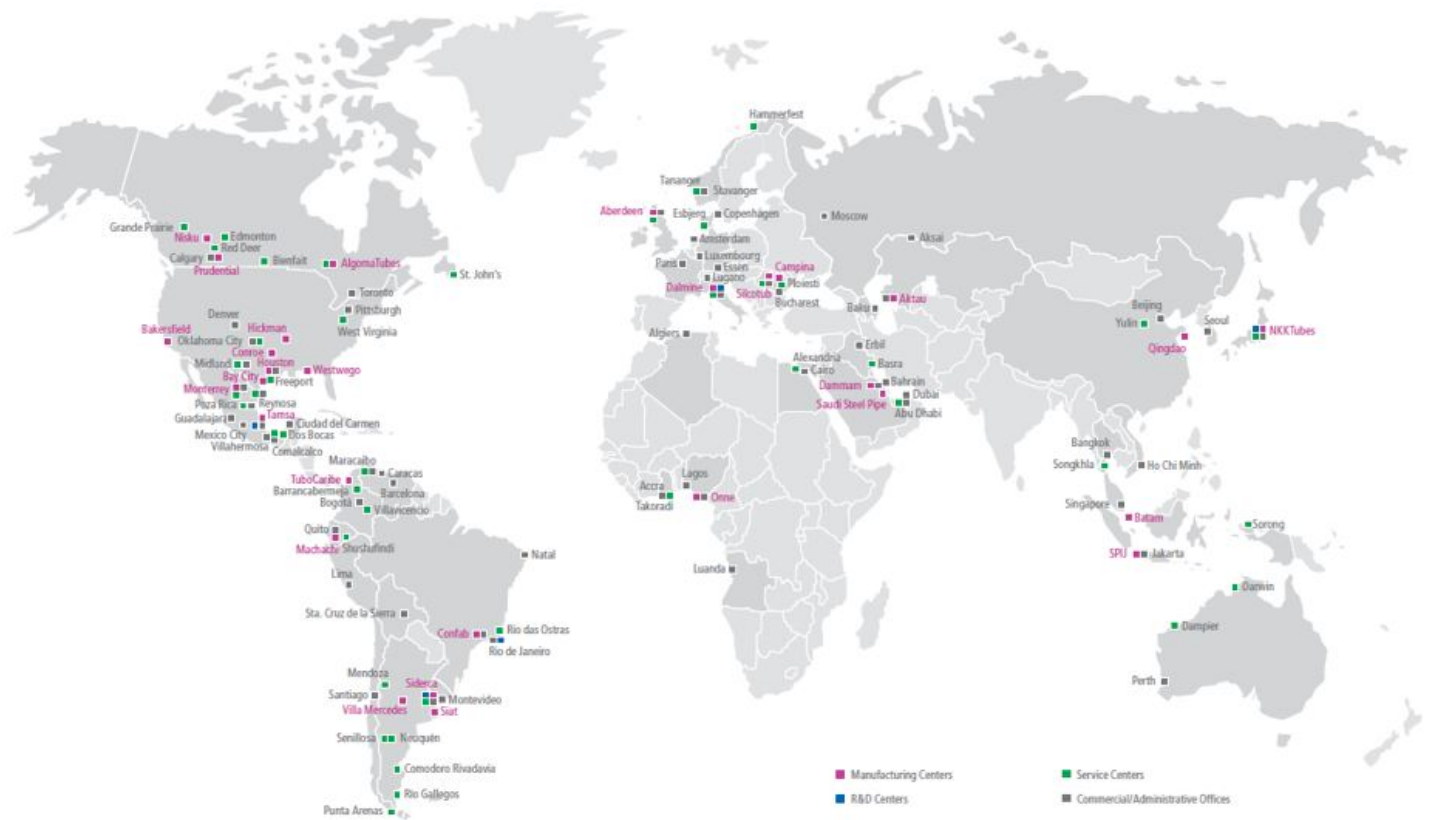 Hammerfest
Tananger
Stavanger
Aberdeen
Esbjerg
Copenhagen
Moscow
Grande Prairie
Nisku
Edmonton
Red Deer
Calgary
Prudential
Bienfait
AlgomaTubes
St. John's
Amsterdam
Aksai
Luxembourg
Paris
Essen
Campina
Lugano
Ploiesti
Dalmine
Silcotub
Bucharest
Toronto
Pittsburgh
West Virginia
Denver
Bakersfield
Hickman
Oklahoma City
Conroe
Houston
Midland
Westwego
Bay City
Freeport
Monterrey
Poza Rica
Reynosa
Guadalajara
Tamsa
Ciudad del Carmen
Mexico City
Dos Bocas
Villahermosa
Comalcalco
Baku
Aktau
Beijing
Yulin
Seoul
NKKTubes
Qingdao
Algiers
Erbil
Alexandria
Cairo
Basra
Dammam
Bahrain
Dubai
Saudi Steel Pipe
Abu Dhabi
Maracaibo
Caracas
TuboCaribe
Barrancabermeja
Barcelona
Bogotá
Villavicencio
Lagos
Accra
Takoradi
Onne
Bangkok
Songkhla
Ho Chi Minh
Singapore
Batam
Sorong
SPU
Jakarta
Quito
Machachi
Shushufindi
Natal
Lima
Luanda
Sta. Cruz de la Sierra
Darwin
Dampier
Perth
Confab
Rio das Ostras
Rio de Janeiro
Mendoza
Siderca
Santiago
Montevideo
Villa Mercedes
Siat
Senillosa
Neuquén
Comodoro Rivadavia
Río Gallegos
Punta Arenas
Manufacturing Centers
Service Centers
R&D Centers
Commercial/Administrative Offices